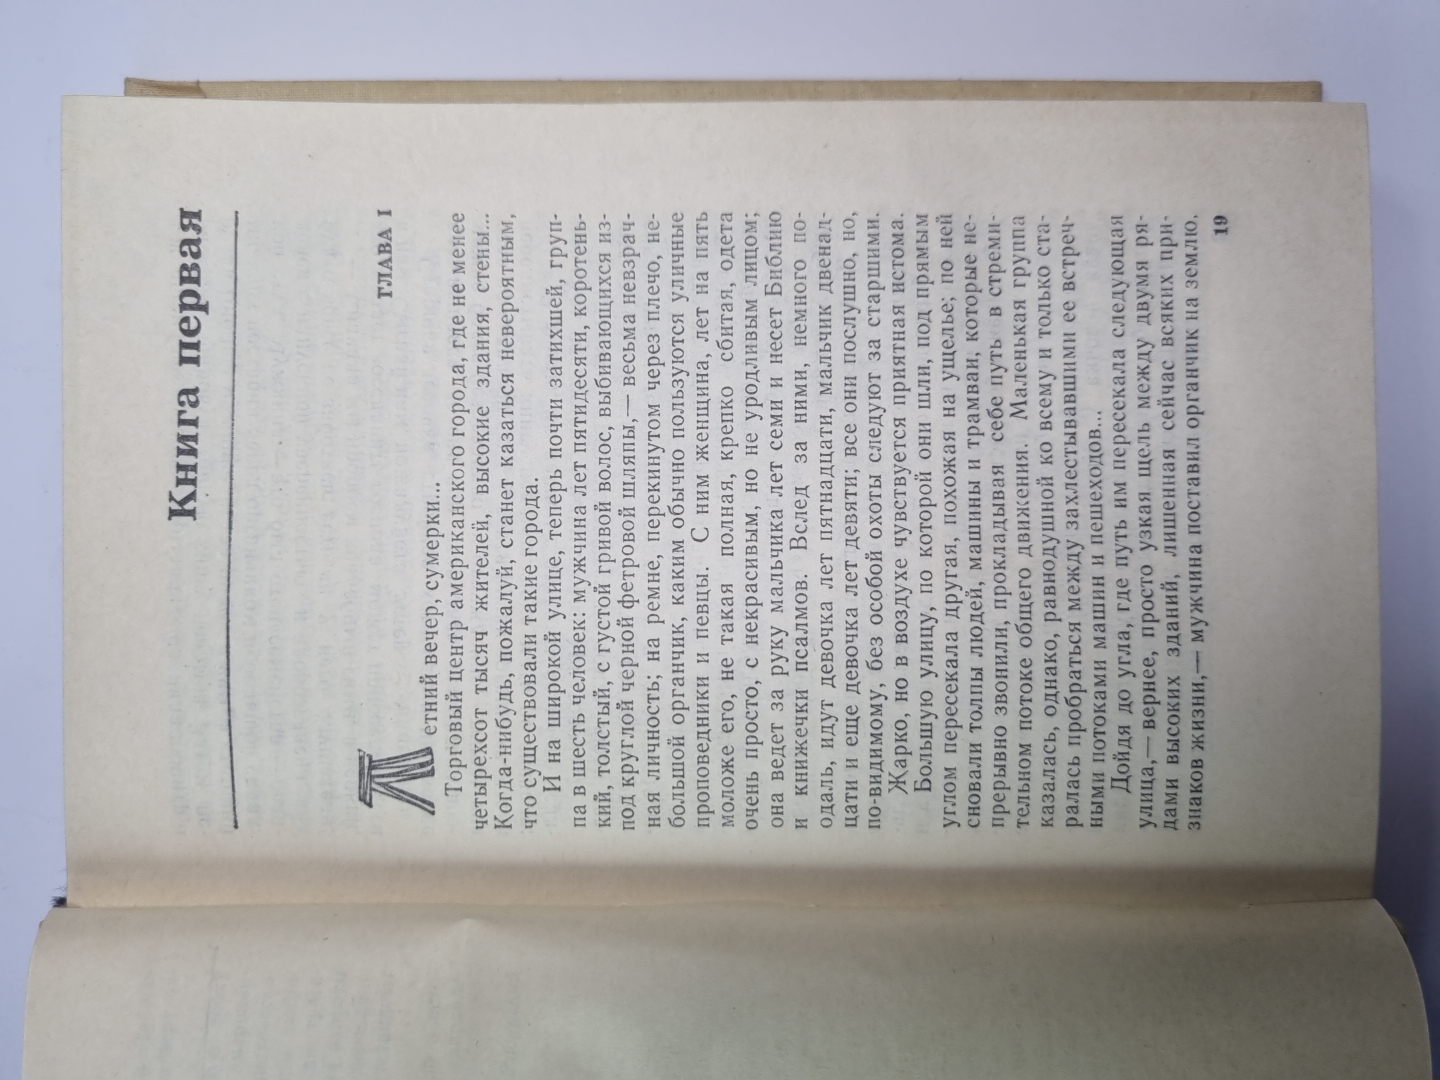 Книга первая
ГЛАВА I
Летний вечер, сумерки...
Торговый центр американского города, где не менее
четырехсот тысяч жителей, высокие здания, стены...
Когда-нибудь, пожалуй, станет казаться невероятным,
что существовали такие города.
И на широкой улице, теперь почти затихшей, груп-
па в шесть человек: мужчина лет пятидесяти, коротень-
кий, толстый, с густой гривой волос, выбивающихся из-
под круглой черной фетровой шляпы,— весьма невзрач-
ная личность; на ремне, перекинутом через плечо, не-
большой органчик, каким обычно пользуются уличные
проповедники и певцы. С ним женщина, лет на пять
моложе его, не такая полная, крепко сбитая, одета
очень просто, с некрасивым, но не уродливым лицом;
она ведет за руку мальчика лет семи и несет Библию
и книжечки псалмов. Вслед за ними, немного по-
одаль, идут девочка лет пятнадцати, мальчик двенад-
цати и еще девочка лет девяти; все они послушно, но,
по-видимому, без особой охоты следуют за старшими.
Жарко, но в воздухе чувствуется приятная истома.
Большую улицу, по которой они шли, под прямым
углом пересекала другая, похожая на ущелье; по ней
сновали толпы людей, машины и трамваи, которые не-
прерывно звонили, прокладывая себе путь в стреми-
тельном потоке общего движения. Маленькая группа
казалась, однако, равнодушной ко всему и только ста-
ралась пробраться между захлестывавшими ее встреч-
ными потоками машин и пешеходов...
Дойдя до угла, где путь им пересекала следующая
улица,— вернее, просто узкая щель между двумя ря-
дами высоких зданий, лишенная сейчас всяких при-
знаков жизни,— мужчина поставил органчик на землю.
19